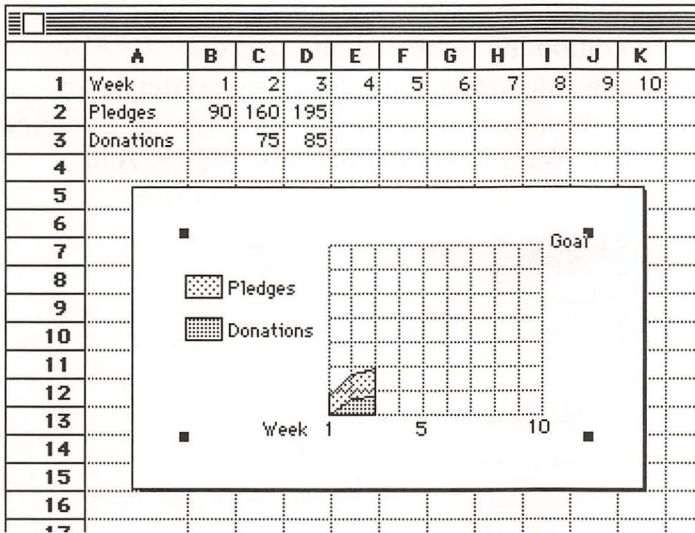 A B C D E F G H I J K
1 Week 1 2 3 4 5 6 7 8 9 10
2 Pledges 90 160 195
3 Donations 75 85
4
5
6
7
8
9
10
11
12
13
14
15
16
17
Goal
Pledges
Donations
Week 1 5 10